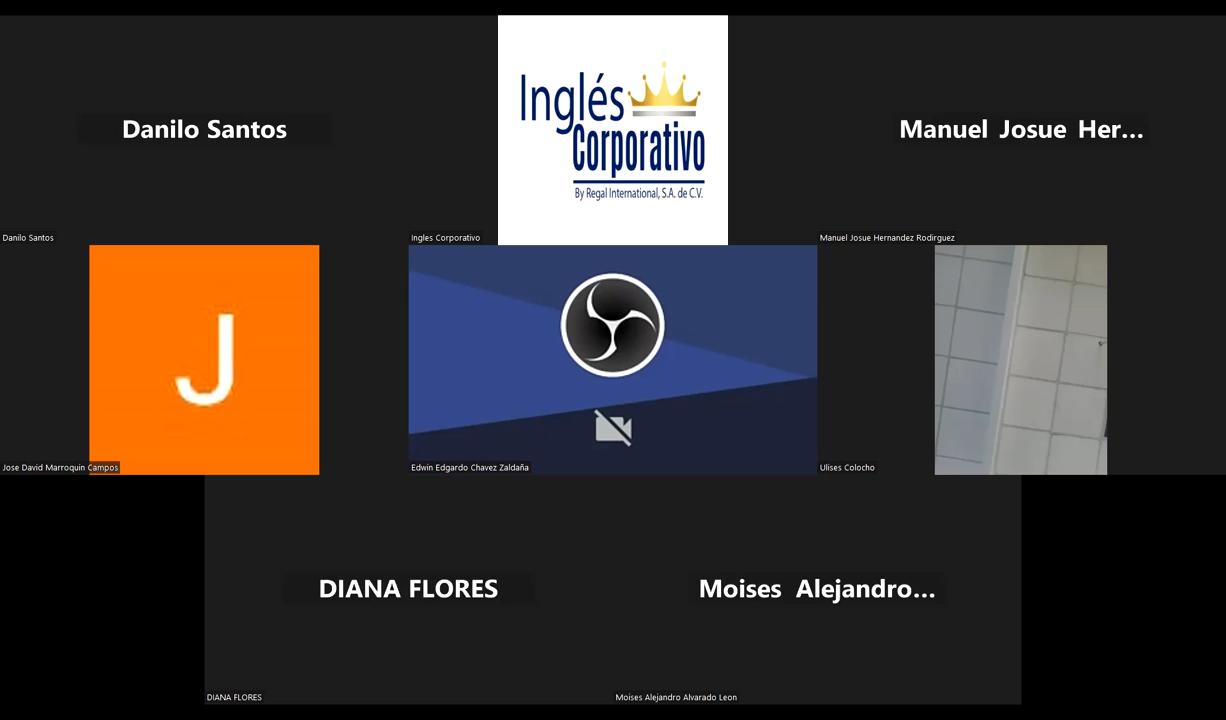 Danilo Santos
Danilo Santos
Inglés
Corporativo
By Regal International, S.A. de C.V.
Ingles Corporativo
Manuel Josue Her...
Manuel Josue Hernandez Rodirguez
J
Jose David Marroquin Campos
Edwin Edgardo Chavez Zaldaña
Ulises Colocho
DIANA FLORES
DIANA FLORES
Moises Alejandro...
Moises Alejandro Alvarado Leon